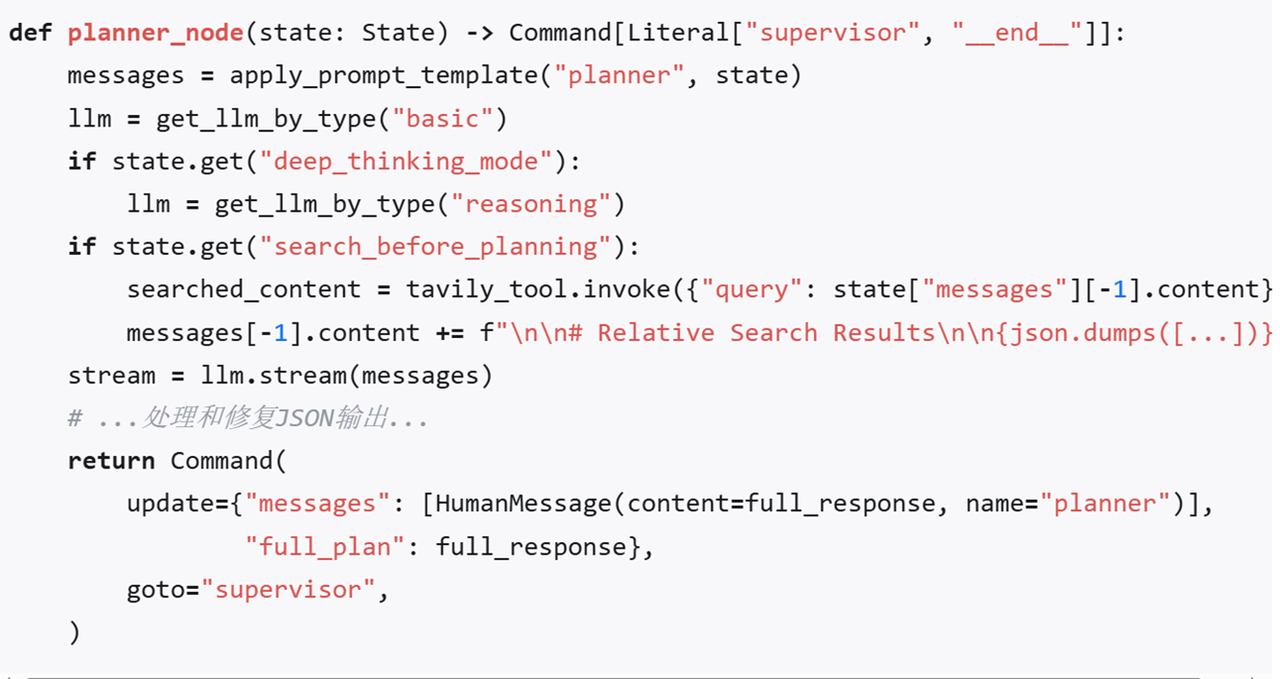 def planner_node(state: State) -> Command[Literal["supervisor", "__end__"]]:
    messages = apply_prompt_template("planner", state)
    llm = get_llm_by_type("basic")
    if state.get("deep_thinking_mode"):
        llm = get_llm_by_type("reasoning")
    if state.get("search_before_planning"):
        searched_content = tavily_tool.invoke({"query": state["messages"][-1].content}
        messages[-1].content += f"\n\n# Relative Search Results\n\n{json.dumps([...])}
    stream = llm.stream(messages)
    # ...处理和修复JSON输出...
    return Command(
        update={"messages": [HumanMessage(content=full_response, name="planner")],
                "full_plan": full_response},
        goto="supervisor",
    )